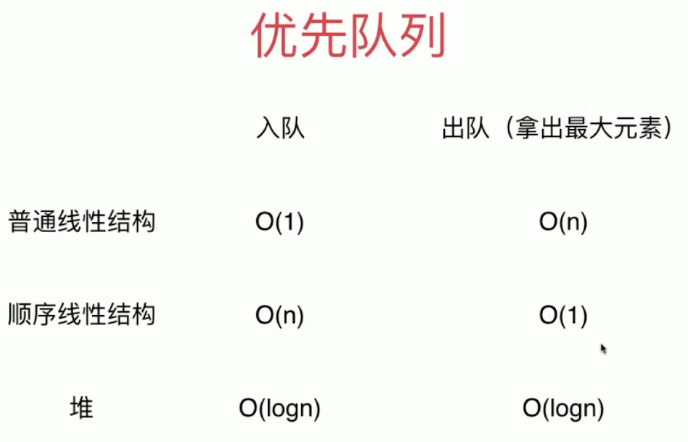 优先队列
入队 出队（拿出最大元素）
普通线性结构 O(1) O(n)
顺序线性结构 O(n) O(1)
堆 O(logn) O(logn)